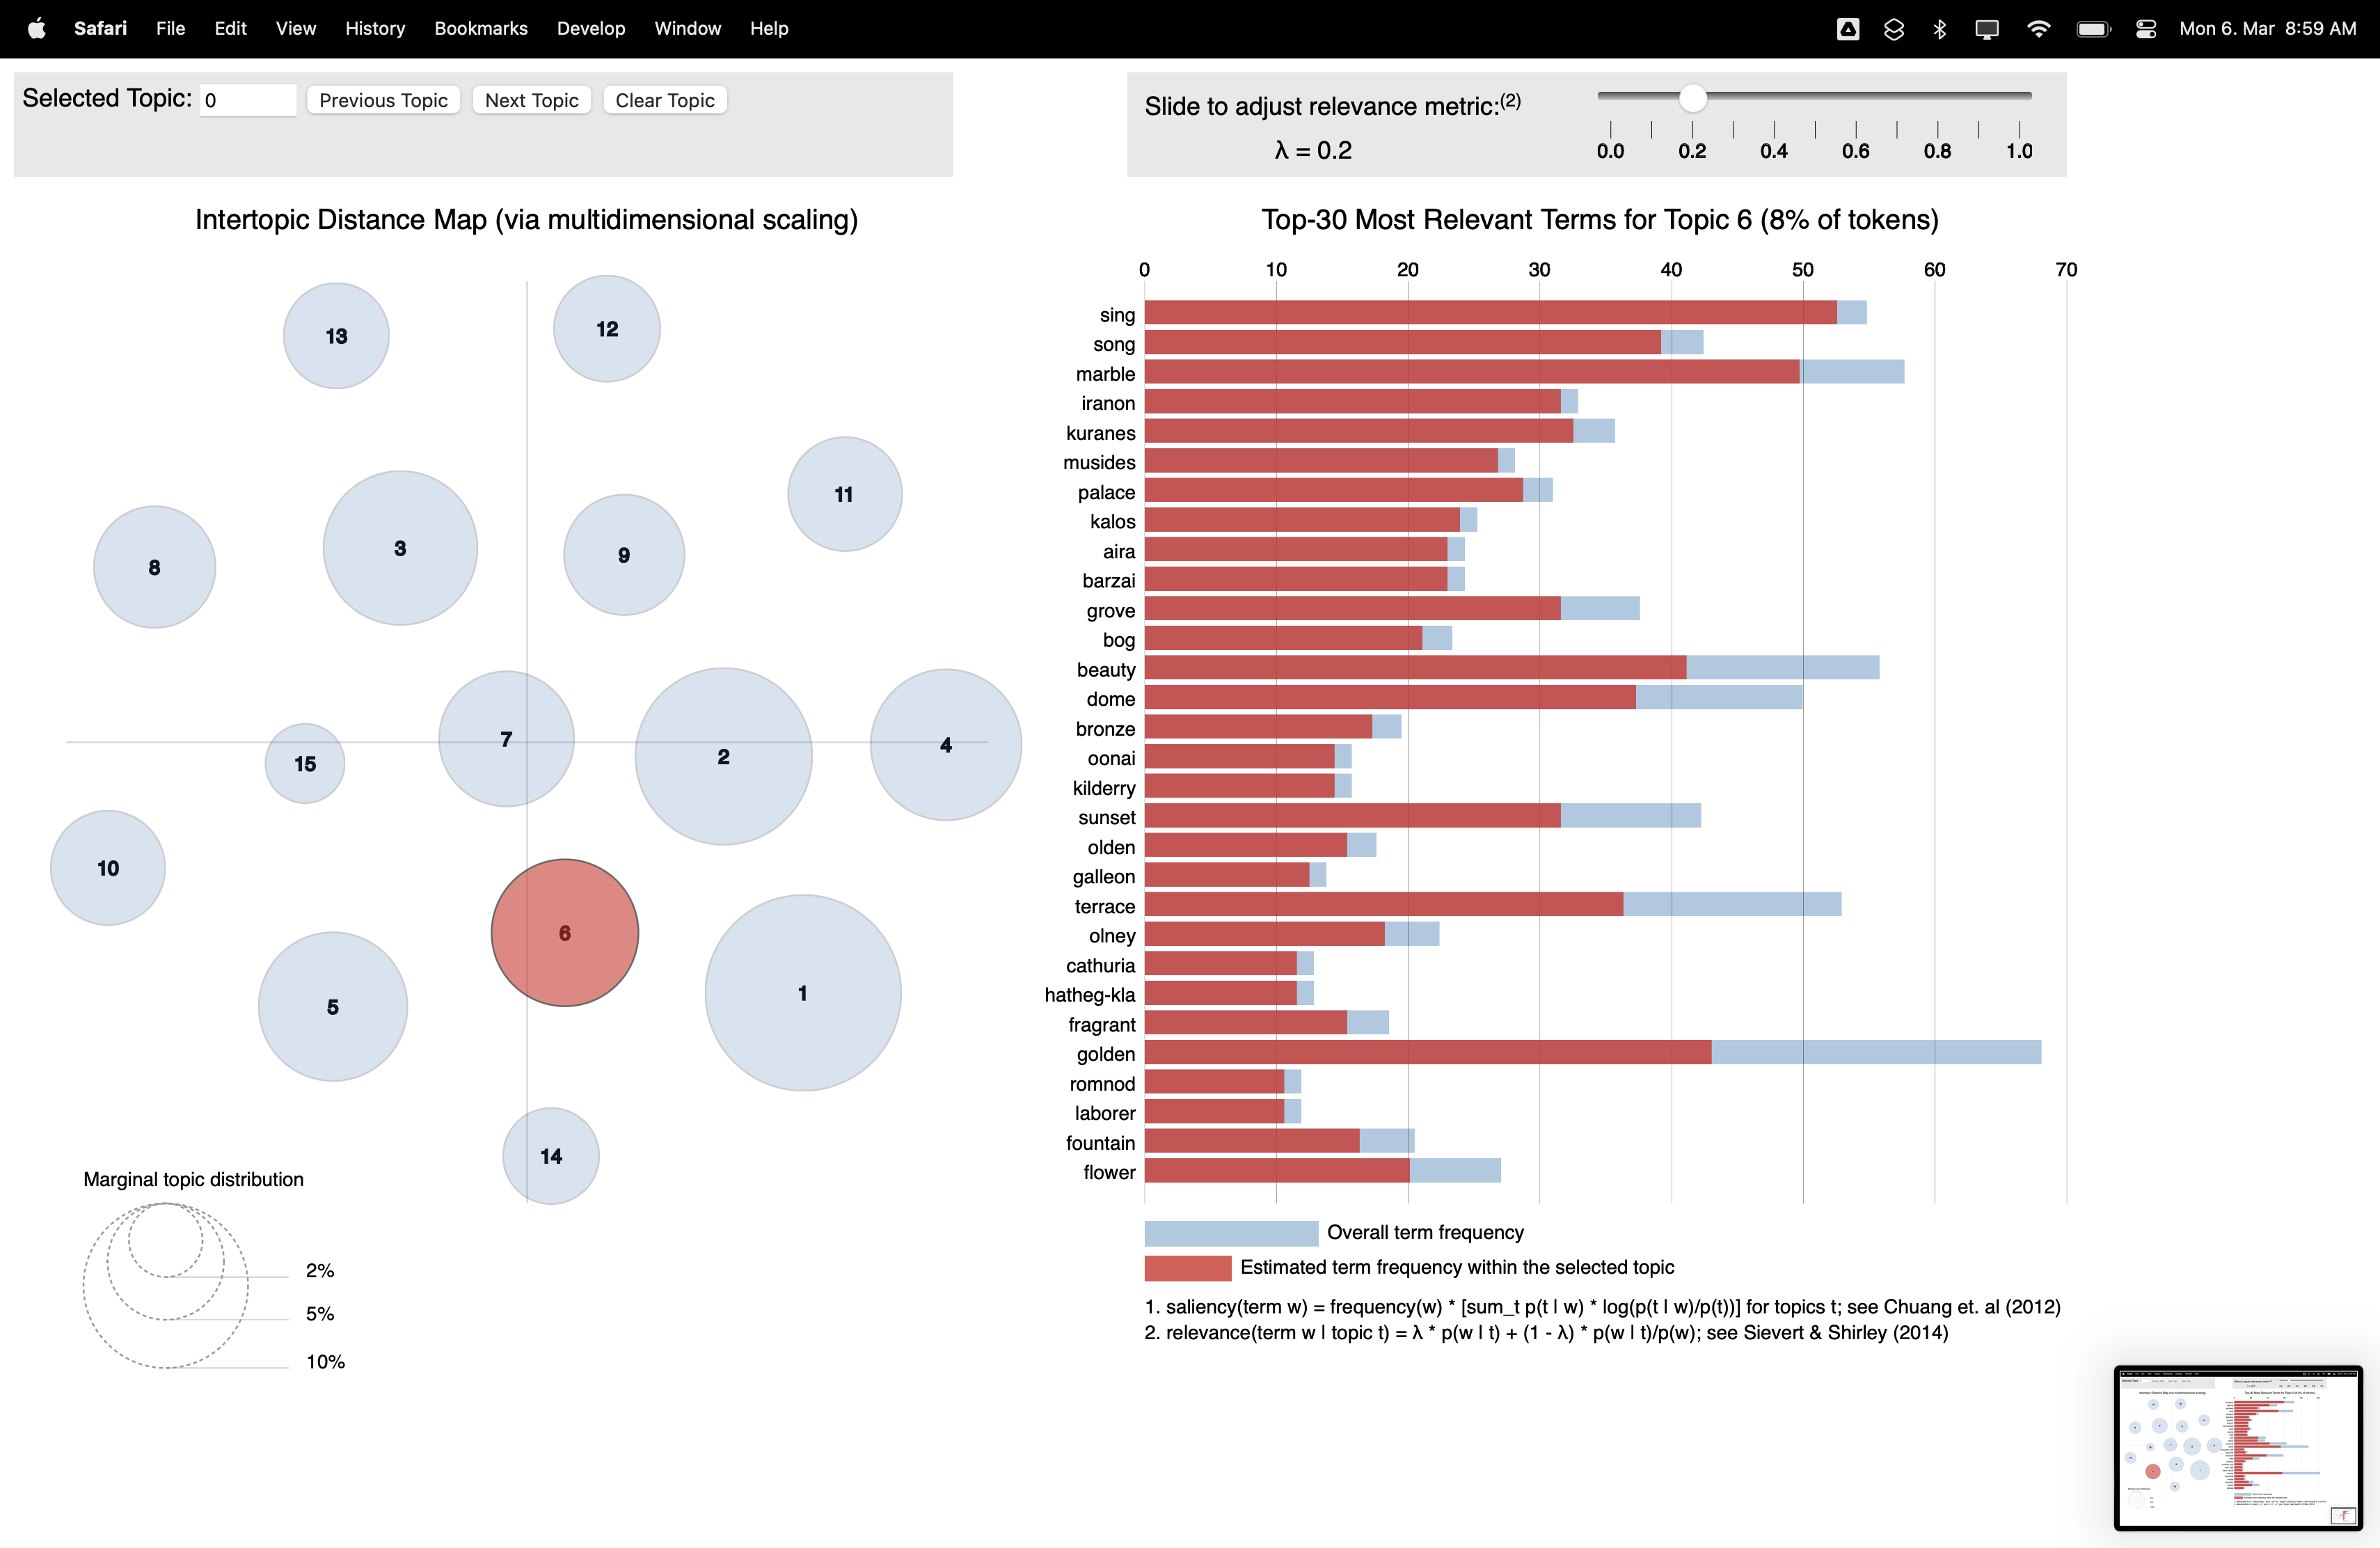 Safari File Edit View History Bookmarks Develop Window Help Mon 6. Mar 8:59 AM
Selected Topic: 0 Previous Topic Next Topic Clear Topic
Slide to adjust relevance metric:(2)
λ = 0.2
0.0 0.2 0.4 0.6 0.8 1.0
Intertopic Distance Map (via multidimensional scaling)
13
12
11
3
9
8
7
4
2
15
10
6
1
5
14
Marginal topic distribution
2%
5%
10%
Top-30 Most Relevant Terms for Topic 6 (8% of tokens)
0 10 20 30 40 50 60 70
sing
song
marble
iranon
kuranes
musides
palace
kalos
aira
barzai
grove
bog
beauty
dome
bronze
oonai
kilderry
sunset
olden
galleon
terrace
olney
cathuria
hatheg-kla
fragrant
golden
romnod
laborer
fountain
flower
Overall term frequency
Estimated term frequency within the selected topic
1. saliency(term w) = frequency(w) * [sum_t p(t | w) * log(p(t | w)/p(t))] for topics t; see Chuang et. al (2012)
2. relevance(term w | topic t) = λ * p(w | t) + (1 - λ) * p(w | t)/p(w); see Sievert & Shirley (2014)